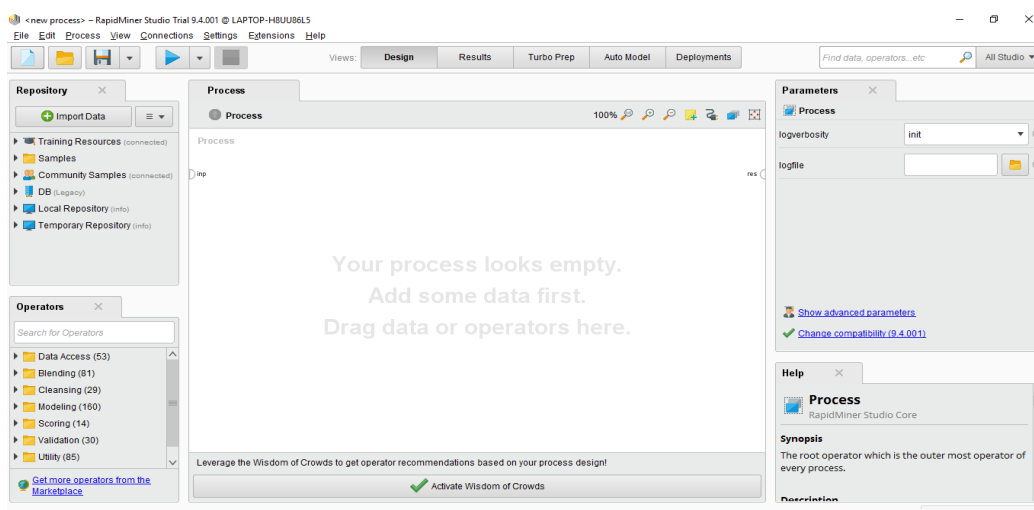 <new process> – RapidMiner Studio Trial 9.4.001 @ LAPTOP-H8UU86L5
File Edit Process View Connections Settings Extensions Help
Views: Design Results Turbo Prep Auto Model Deployments Find data, operators...etc All Studio
Repository
Import Data
Training Resources (connected)
Samples
Community Samples (connected)
DB (Legacy)
Local Repository (info)
Temporary Repository (info)
Operators
Search for Operators
Data Access (53)
Blending (81)
Cleansing (29)
Modeling (160)
Scoring (14)
Validation (30)
Utility (85)
Get more operators from the
Marketplace
Process
Process
100%
Process
inp
res
Your process looks empty.
Add some data first.
Drag data or operators here.
Leverage the Wisdom of Crowds to get operator recommendations based on your process design!
Activate Wisdom of Crowds
Parameters
Process
logverbosity init
logfile
Show advanced parameters
Change compatibility (9.4.001)
Help
Process
RapidMiner Studio Core
Synopsis
The root operator which is the outer most operator of
every process.
Description